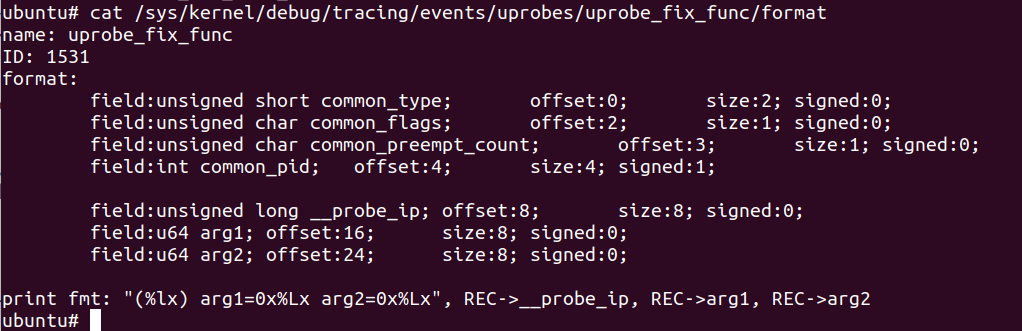 ubuntu# cat /sys/kernel/debug/tracing/events/uprobes/uprobe_fix_func/format
name: uprobe_fix_func
ID: 1531
format:
        field:unsigned short common_type;       offset:0;       size:2; signed:0;
        field:unsigned char common_flags;       offset:2;       size:1; signed:0;
        field:unsigned char common_preempt_count;       offset:3;       size:1; signed:0;
        field:int common_pid;   offset:4;       size:4; signed:1;

        field:unsigned long __probe_ip; offset:8;       size:8; signed:0;
        field:u64 arg1; offset:16;      size:8; signed:0;
        field:u64 arg2; offset:24;      size:8; signed:0;

print fmt: "(%lx) arg1=0x%Lx arg2=0x%Lx", REC->__probe_ip, REC->arg1, REC->arg2
ubuntu#